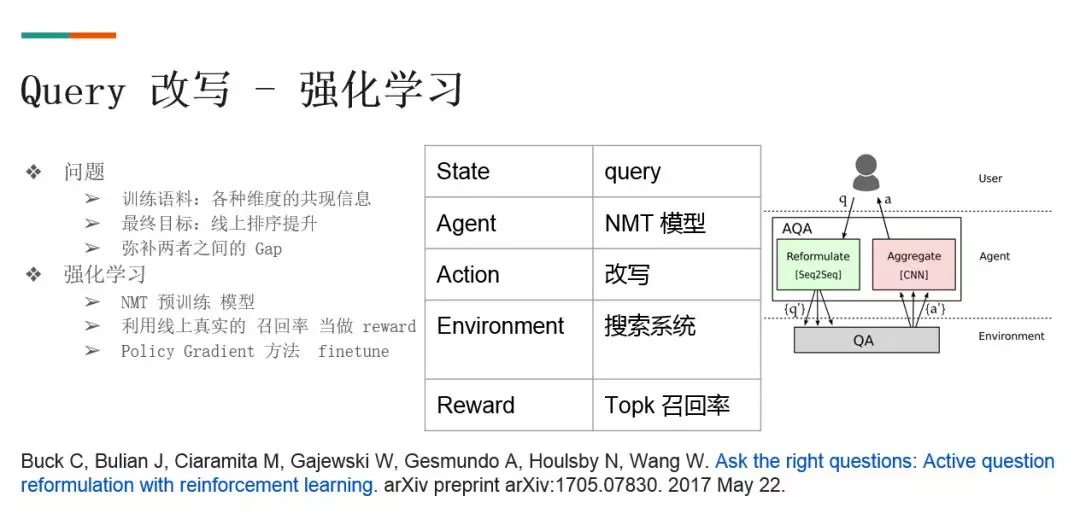 Query 改写 - 强化学习
❖ 问题
➢ 训练语料: 各种维度的共现信息
➢ 最终目标: 线上排序提升
➢ 弥补两者之间的 Gap
❖ 强化学习
➢ NMT 预训练 模型
➢ 利用线上真实的 召回率 当做 reward
➢ Policy Gradient 方法 finetune
State query
Agent NMT 模型
Action 改写
Environment 搜索系统
Reward Topk 召回率
User
q a
AQA
Reformulate
[Seq2Seq]
Aggregate
[CNN]
Agent
{q'} {a'}
QA
Environment
Buck C, Bulian J, Ciaramita M, Gajewski W, Gesmundo A, Houlsby N, Wang W. Ask the right questions: Active question
reformulation with reinforcement learning. arXiv preprint arXiv:1705.07830. 2017 May 22.